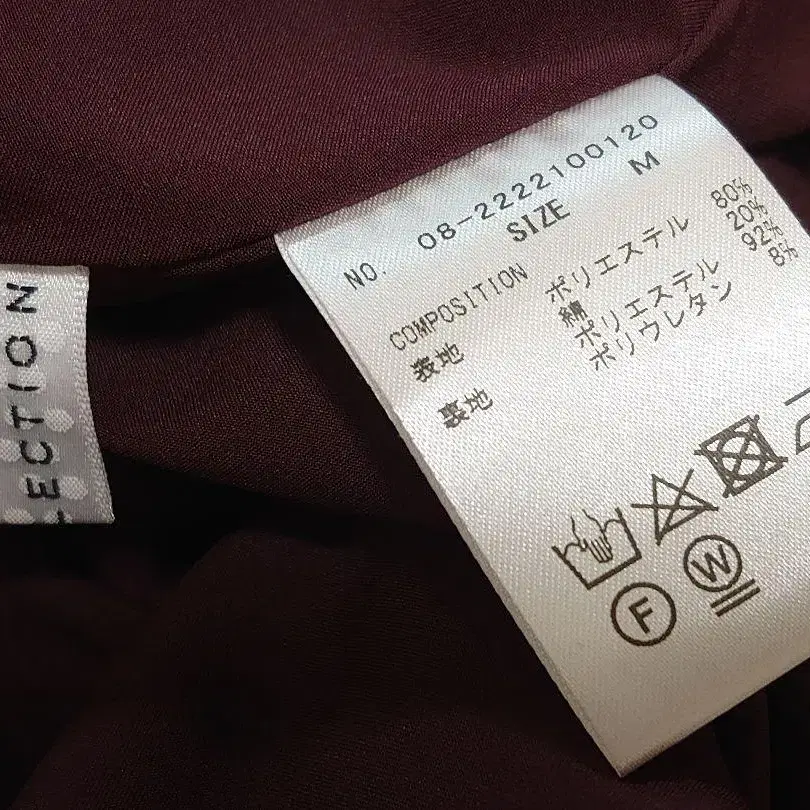 NO. 08-2222100120
SIZE M
COMPOSITION
表地 ポリエステル 80%
綿 20%
裏地 ポリエステル 92%
ポリウレタン 8%
F
W
LECTION